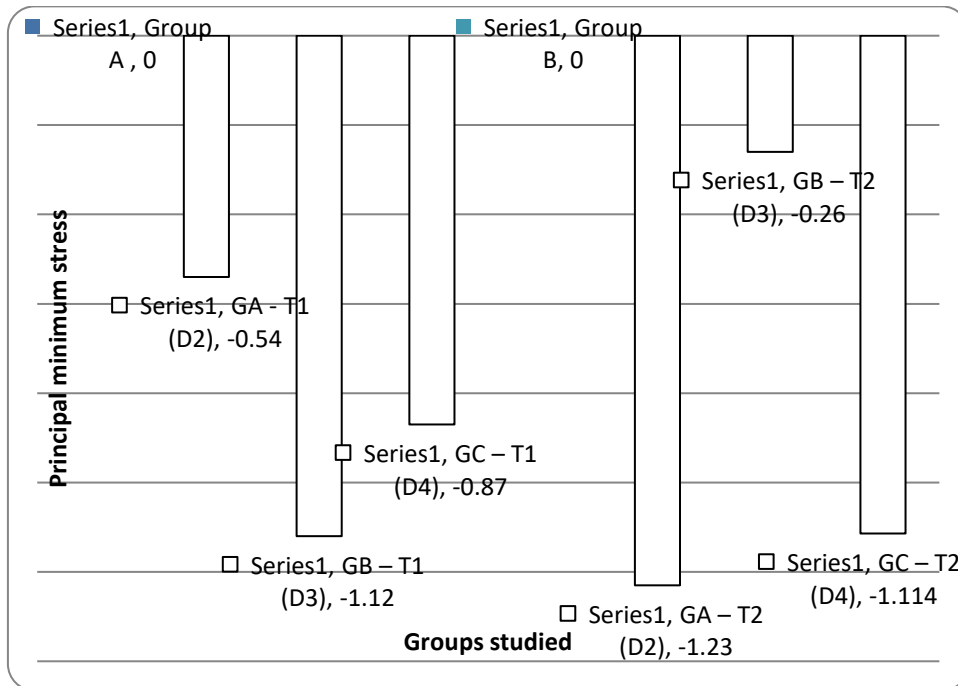 Series1, Group
A , 0
Series1, Group
B, 0
Series1, GB – T2
(D3), -0.26
Principal minimum stress
Series1, GA - T1
(D2), -0.54
Series1, GC – T1
(D4), -0.87
Series1, GB – T1
(D3), -1.12
Series1, GC – T2
(D4), -1.114
Series1, GA – T2
(D2), -1.23
Groups studied